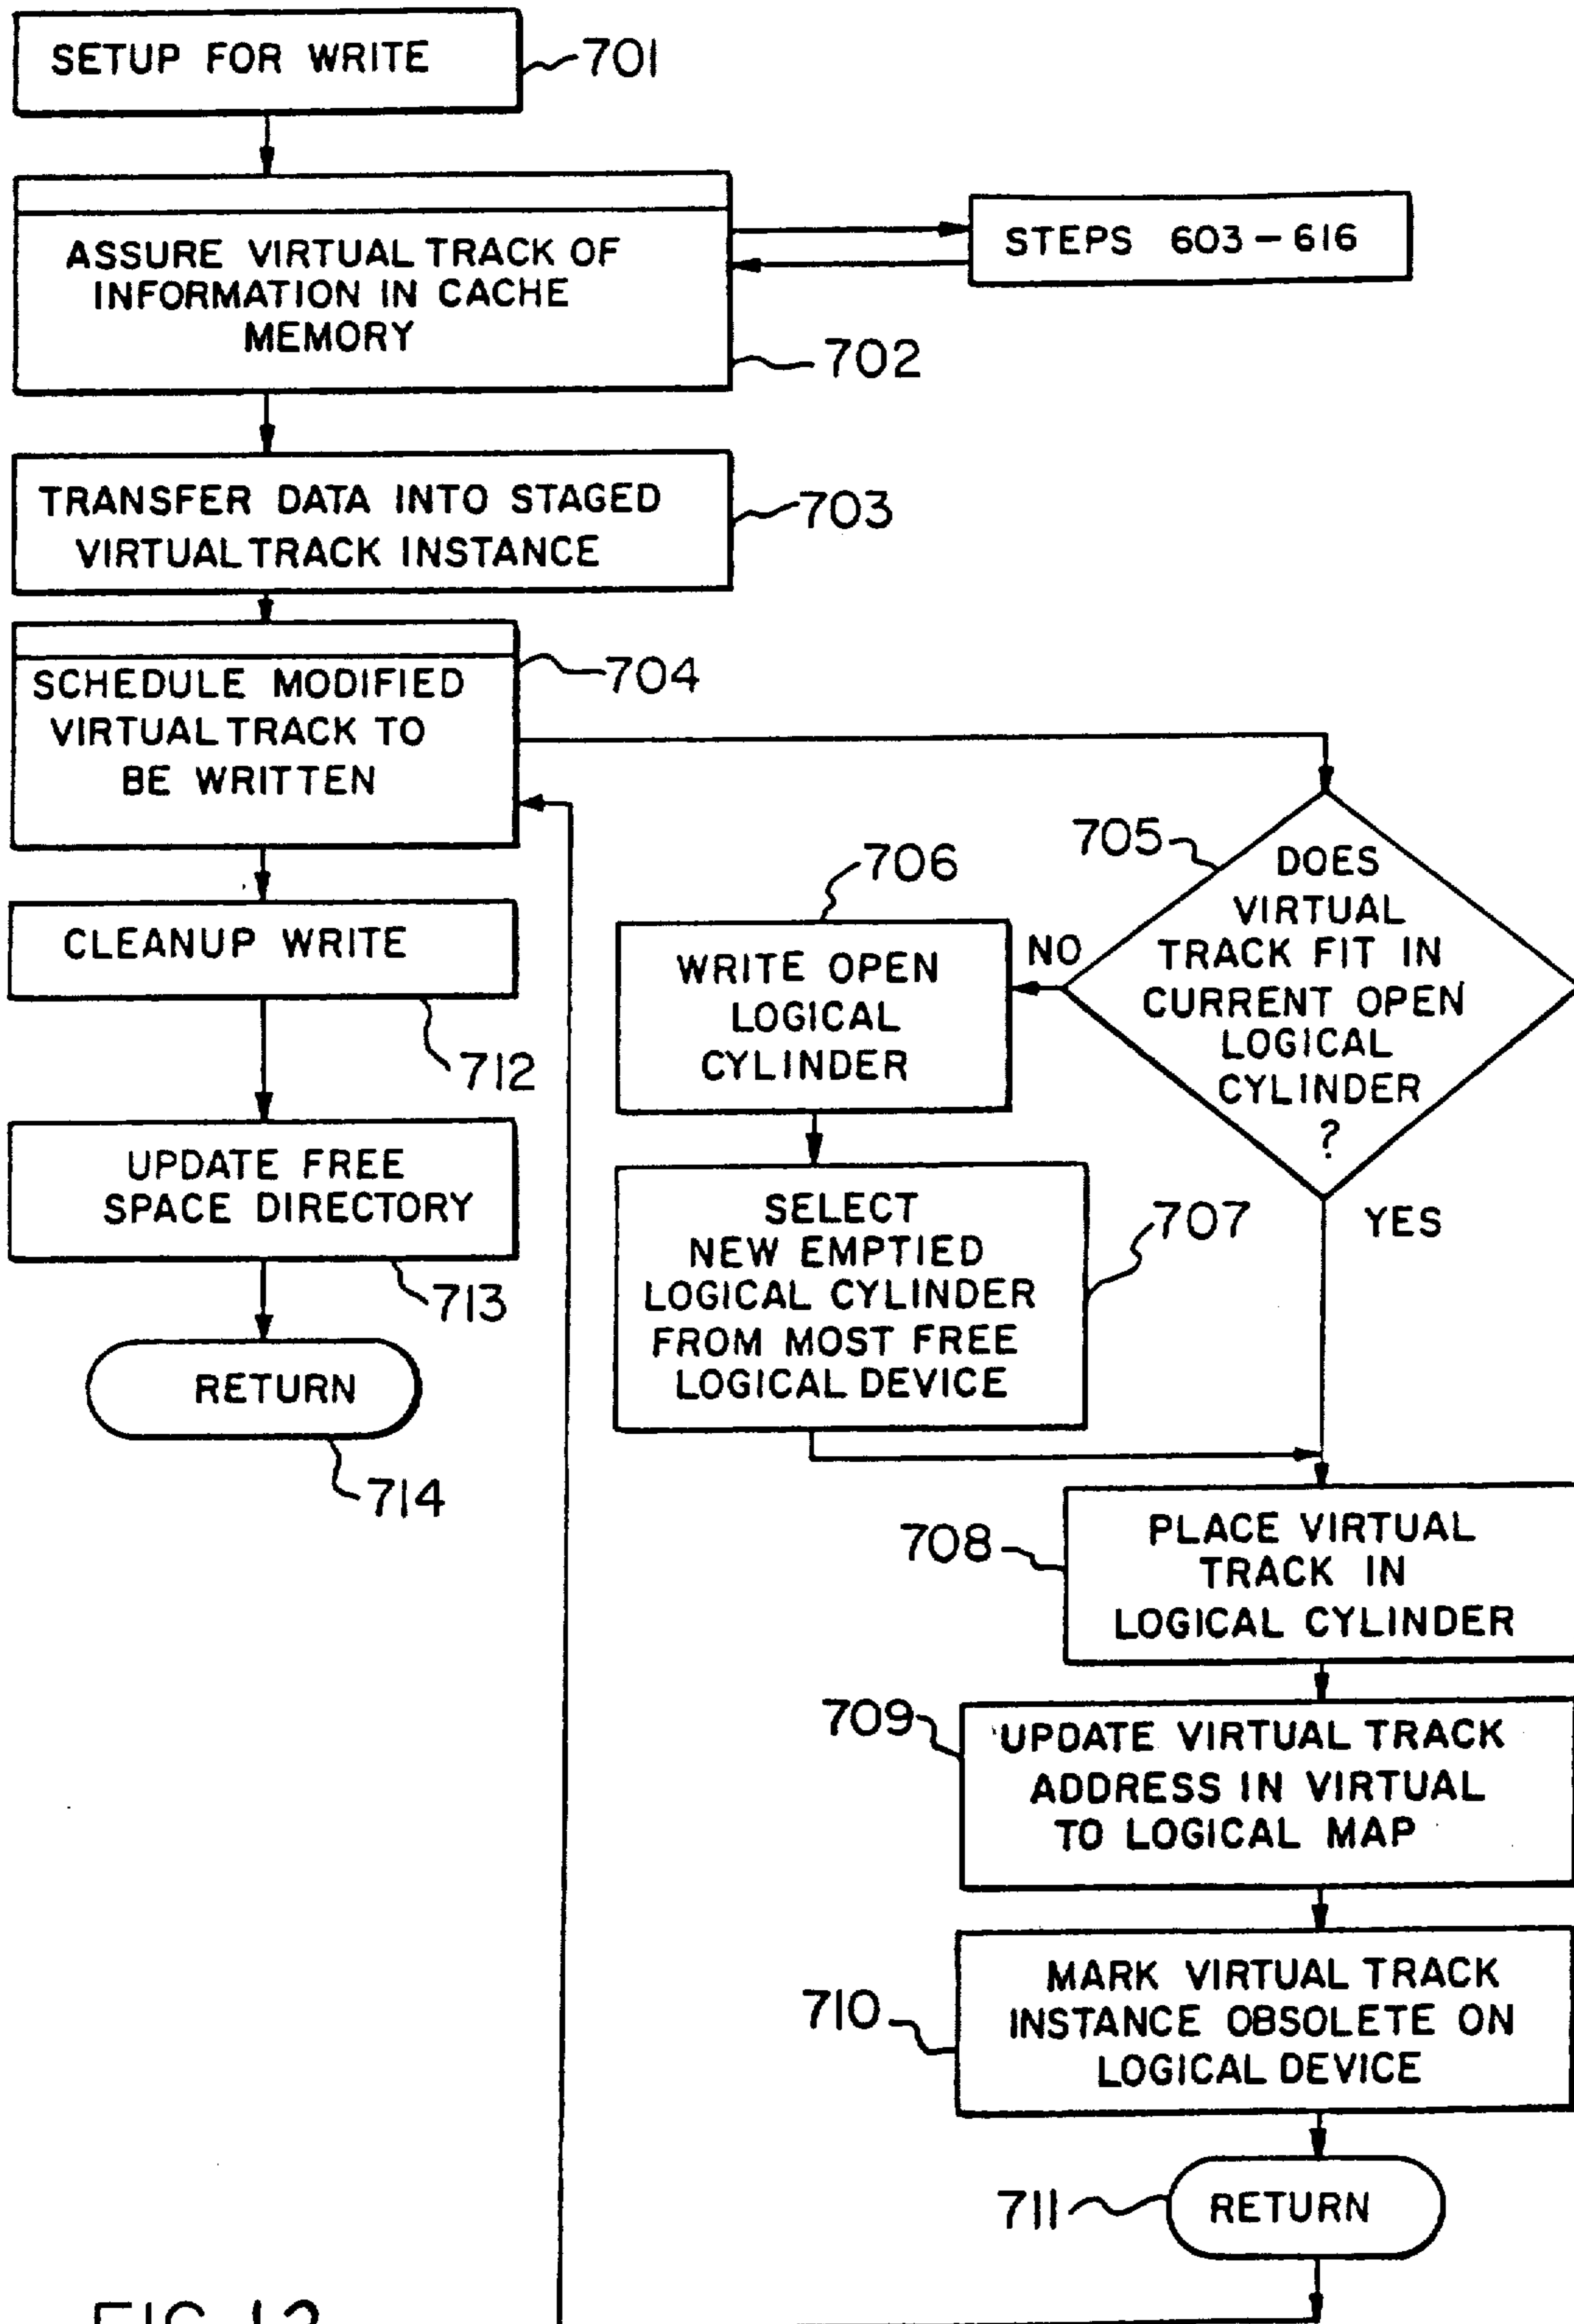 SETUP FOR WRITE
701
ASSURE VIRTUAL TRACK OF
INFORMATION IN CACHE
MEMORY
702
STEPS 603-616
TRANSFER DATA INTO STAGED
VIRTUAL TRACK INSTANCE
703
SCHEDULE MODIFIED
VIRTUAL TRACK TO
BE WRITTEN
704
CLEANUP WRITE
712
UPDATE FREE
SPACE DIRECTORY
713
RETURN
714
705
DOES
VIRTUAL
TRACK FIT IN
CURRENT OPEN
LOGICAL
CYLINDER
?
NO
YES
706
WRITE OPEN
LOGICAL
CYLINDER
SELECT
NEW EMPTIED
LOGICAL CYLINDER
FROM MOST FREE
LOGICAL DEVICE
707
708
PLACE VIRTUAL
TRACK IN
LOGICAL CYLINDER
709
UPDATE VIRTUAL TRACK
ADDRESS IN VIRTUAL
TO LOGICAL MAP
710
MARK VIRTUAL TRACK
INSTANCE OBSOLETE ON
LOGICAL DEVICE
711
RETURN